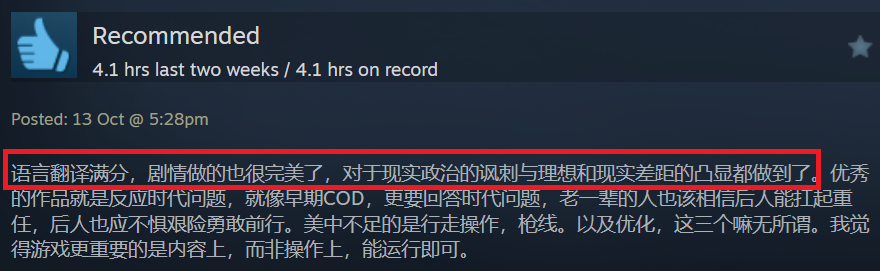 Recommended
4.1 hrs last two weeks / 4.1 hrs on record
Posted: 13 Oct @ 5:28pm
语言翻译满分，剧情做的也很完美了，对于现实政治的讽刺与理想和现实差距的凸显都做到了。优秀
的作品就是反应时代问题，就像早期COD，更要回答时代问题，老一辈的人也该相信后人能扛起重
任，后人也应不惧艰险勇敢前行。美中不足的是行走操作，枪线。以及优化，这三个嘛无所谓。我觉
得游戏更重要的是内容上，而非操作上，能运行即可。